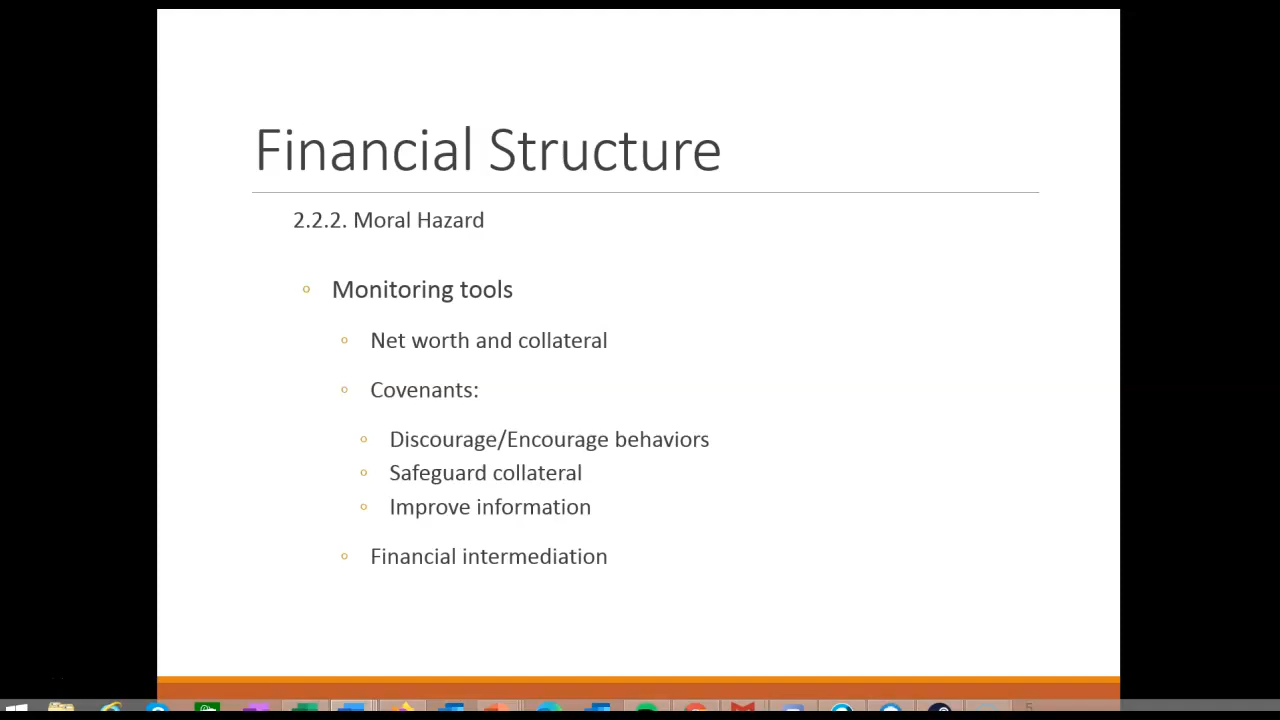 Financial Structure
2.2.2. Moral Hazard
Monitoring tools
Net worth and collateral
Covenants:
Discourage/Encourage behaviors
Safeguard collateral
Improve information
Financial intermediation
5